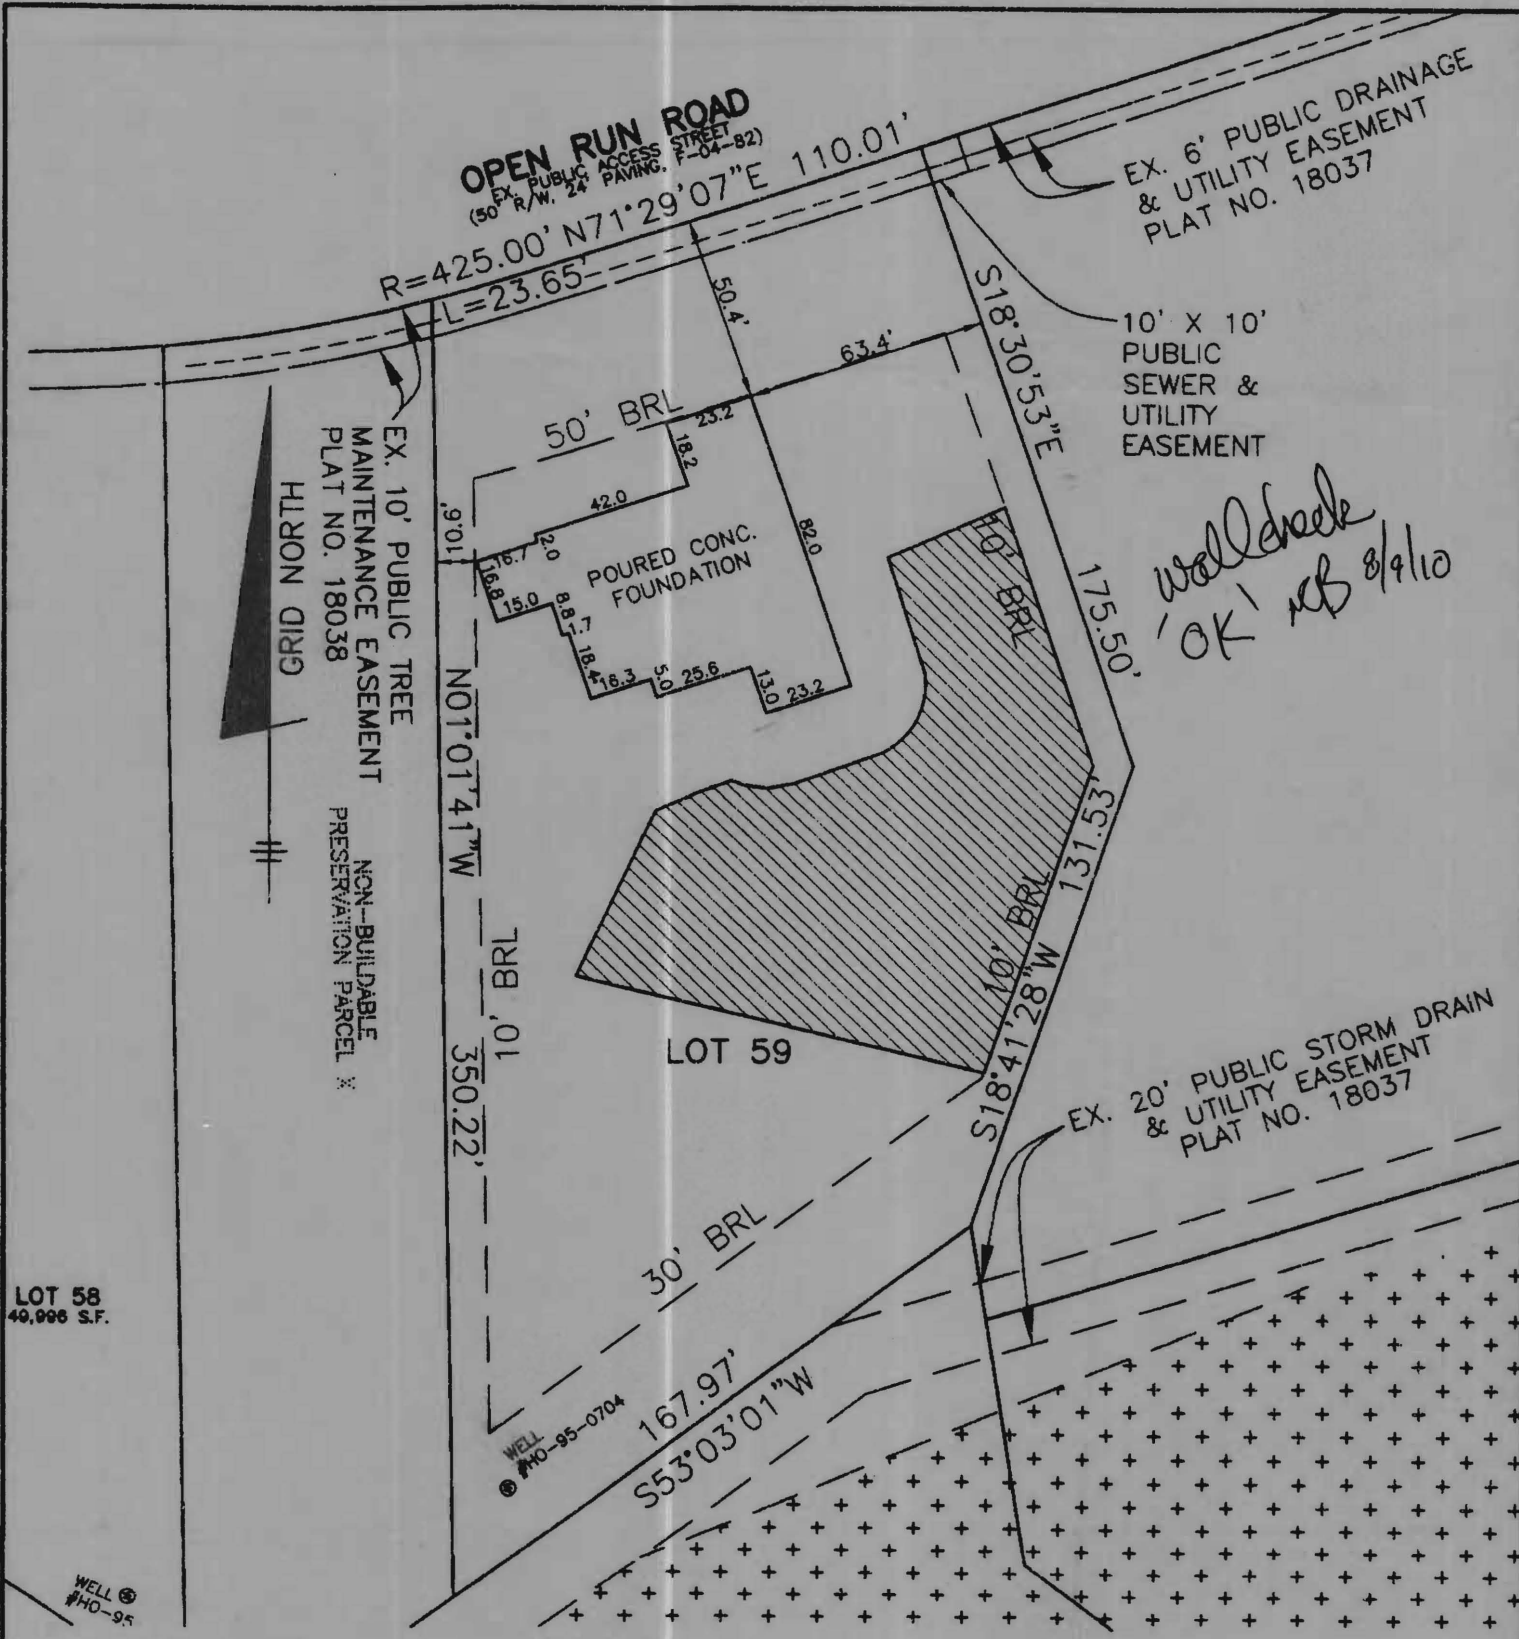 OPEN RUN ROAD
EX. PUBLIC ACCESS STREET
(50' R/W, 24' PAVING, F-04-82)
R=425.00' N71°29'07"E 110.01'
L=23.65'
EX. 6' PUBLIC DRAINAGE
& UTILITY EASEMENT
PLAT NO. 18037
10' X 10'
PUBLIC
SEWER &
UTILITY
EASEMENT
S18°30'53"E
175.50'
50.4'
63.4'
50' BRL
23.2
18.2
42.0
2.0
16.7
10.6'
16.8
15.0
8.8
1.7
18.4
16.3
5.0
25.6
13.0
23.2
82.0
POURED CONC.
FOUNDATION
10' BRL
Wallcheck
'OK' 8/9/10
EX. 10' PUBLIC TREE
MAINTENANCE EASEMENT
PLAT NO. 18038
GRID NORTH
N01°01'41"W
350.22'
10' BRL
NON-BUILDABLE
PRESERVATION PARCEL
LOT 59
10' BRL
S18°41'28"W 131.53'
EX. 20' PUBLIC STORM DRAIN
& UTILITY EASEMENT
PLAT NO. 18037
30' BRL
167.97'
S53°03'01"W
WELL
#HO-95-0704
LOT 58
49,996 S.F.
WELL
#HO-95